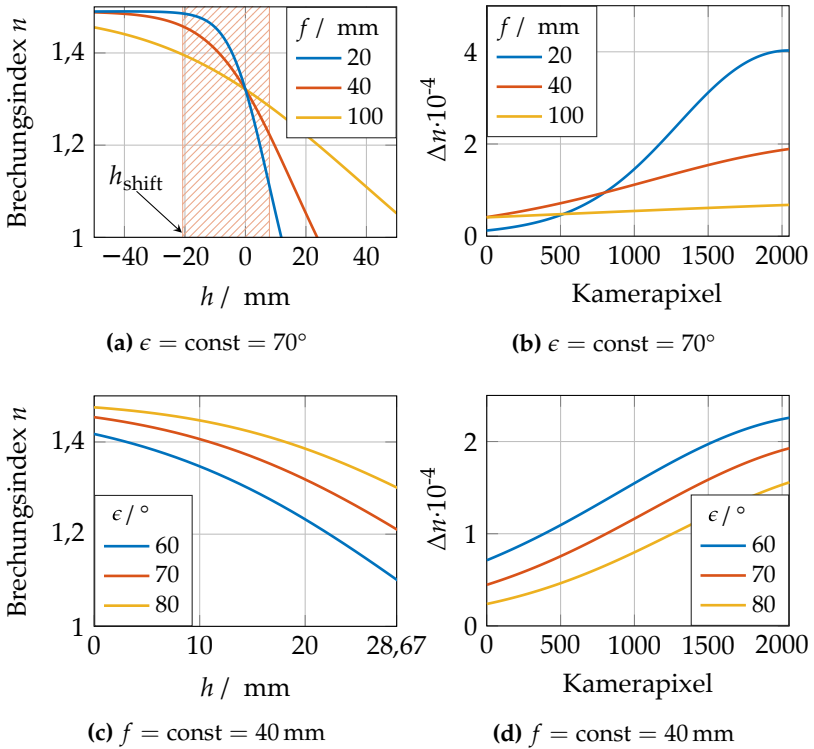 Brechungsindex n
1,4
1,2
1
h_shift
f / mm
20
40
100
−40 −20 0 20 40
h / mm
(a) ϵ = const = 70°
Δn·10⁻⁴
4
2
0
f / mm
20
40
100
0 500 1000 1500 2000
Kamerapixel
(b) ϵ = const = 70°
Brechungsindex n
1,4
1,2
1
ϵ/°
60
70
80
0 10 20 28,67
h / mm
(c) f = const = 40 mm
Δn·10⁻⁴
2
1
0
ϵ/°
60
70
80
0 500 1000 1500 2000
Kamerapixel
(d) f = const = 40 mm